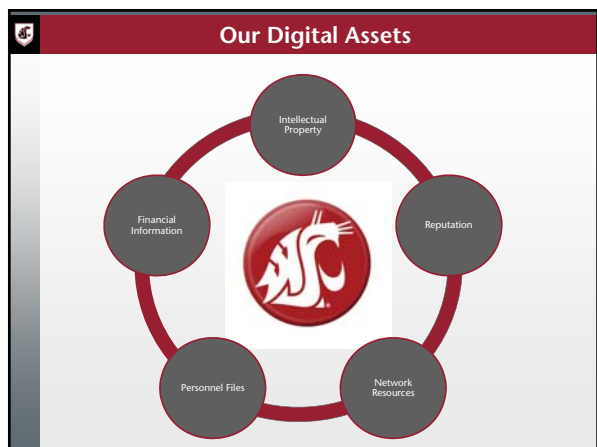 Our Digital Assets
Intellectual
Property
Financial
Information
Reputation
Personnel Files
Network
Resources